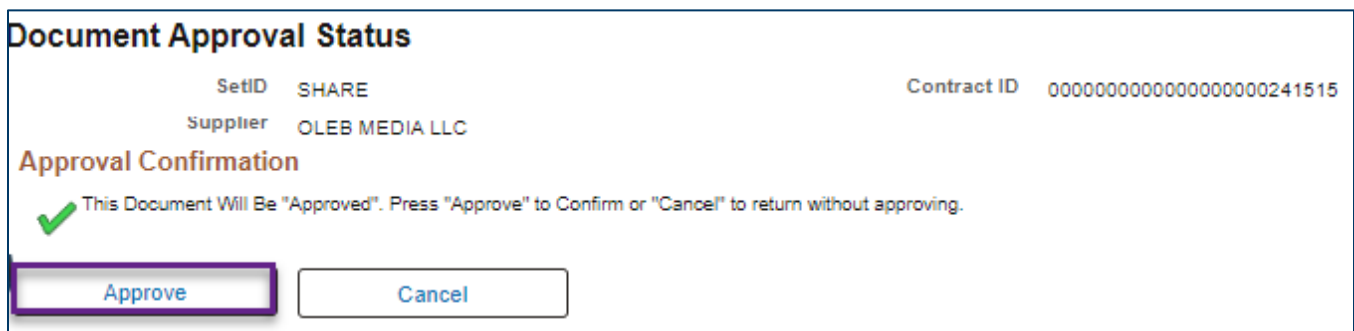 Document Approval Status
SetID SHARE Contract ID 0000000000000000000241515
Supplier OLEB MEDIA LLC
Approval Confirmation
This Document Will Be "Approved". Press "Approve" to Confirm or "Cancel" to return without approving.
Approve Cancel